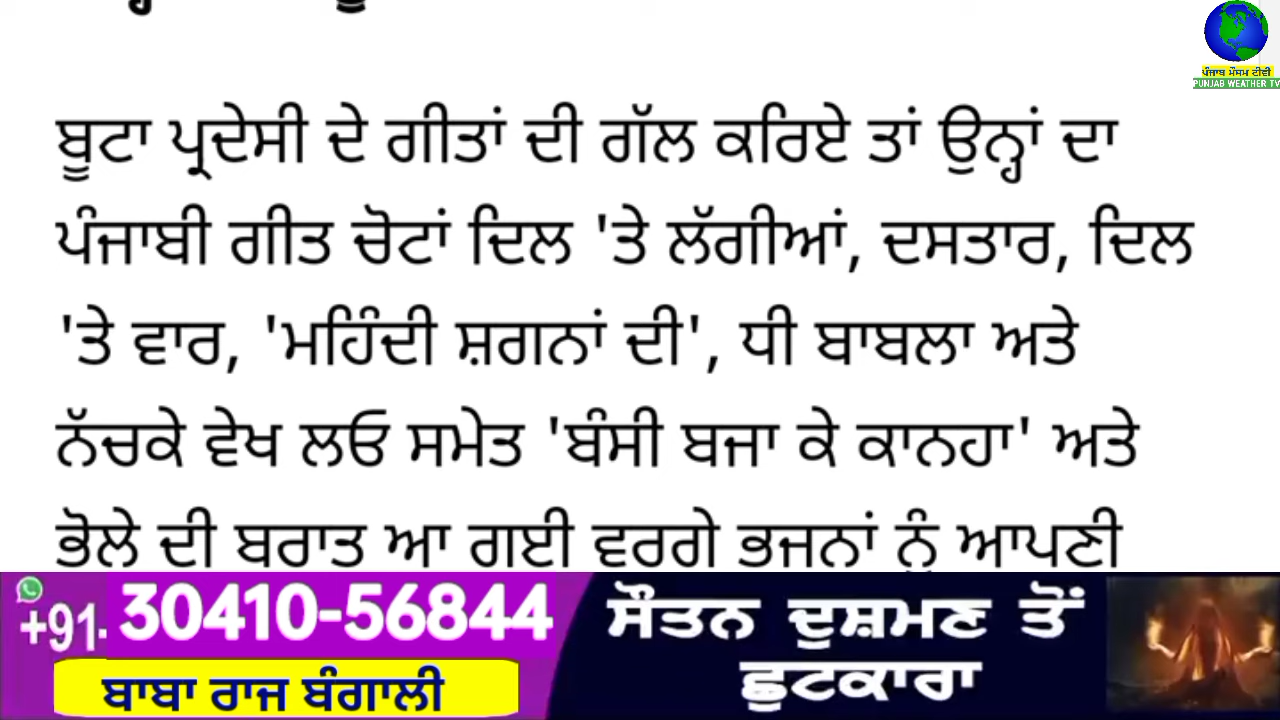 ਪੰਜਾਬ ਮੌਸਮ ਟੀਵੀ
PUNJAB WEATHER TV
ਬੂਟਾ ਪ੍ਰਦੇਸੀ ਦੇ ਗੀਤਾਂ ਦੀ ਗੱਲ ਕਰਿਏ ਤਾਂ ਉਨ੍ਹਾਂ ਦਾ
ਪੰਜਾਬੀ ਗੀਤ ਚੋਟਾਂ ਦਿਲ 'ਤੇ ਲੱਗੀਆਂ, ਦਸਤਾਰ, ਦਿਲ
'ਤੇ ਵਾਰ, 'ਮਹਿੰਦੀ ਸ਼ਗਨਾਂ ਦੀ', ਧੀ ਬਾਬਲਾ ਅਤੇ
ਨੱਚਕੇ ਵੇਖ ਲਓ ਸਮੇਤ 'ਬੰਸੀ ਬਜਾ ਕੇ ਕਾਨਹਾ' ਅਤੇ
ਭੋਲੇ ਦੀ ਬਰਾਤ ਆ ਗਈ ਵਰਗੇ ਭਜਨਾਂ ਨੂੰ ਆਪਣੀ
+91. 30410-56844
ਬਾਬਾ ਰਾਜ ਬੰਗਾਲੀ
ਸੌਤਨ ਦੁਸ਼ਮਣ ਤੋਂ
ਛੁਟਕਾਰਾ